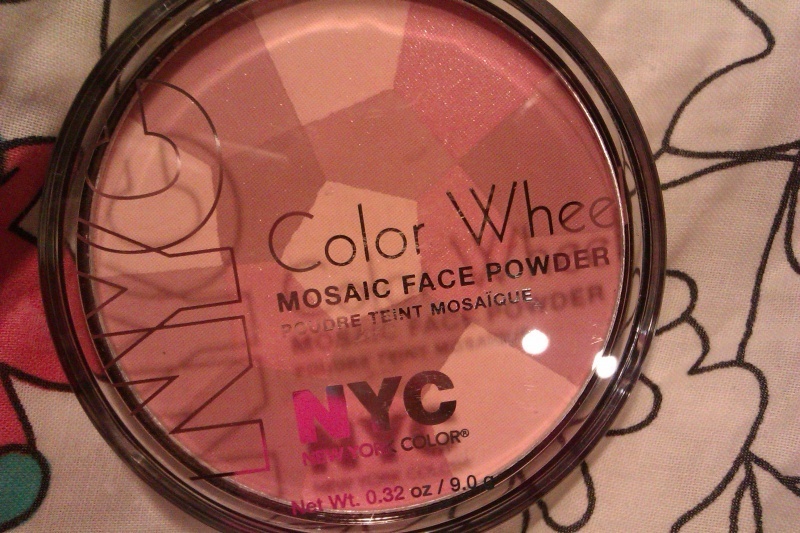 NYC
Color Whee
MOSAIC FACE POWDER
POUDRE TEINT MOSAÏQUE
NYC
NEW YORK COLOR®
Net Wt. 0.32 oz / 9.0 g